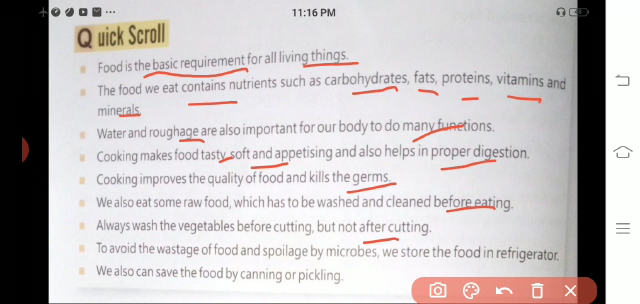 11:16 PM
Quick Scroll
Food is the basic requirement for all living things.
The food we eat contains nutrients such as carbohydrates, fats, proteins, vitamins and
minerals.
Water and roughage are also important for our body to do many functions.
Cooking makes food tasty, soft and appetising and also helps in proper digestion.
Cooking improves the quality of food and kills the germs.
We also eat some raw food, which has to be washed and cleaned before eating.
Always wash the vegetables before cutting, but not after cutting.
To avoid the wastage of food and spoilage by microbes, we store the food in refrigerator.
We also can save the food by canning or pickling.